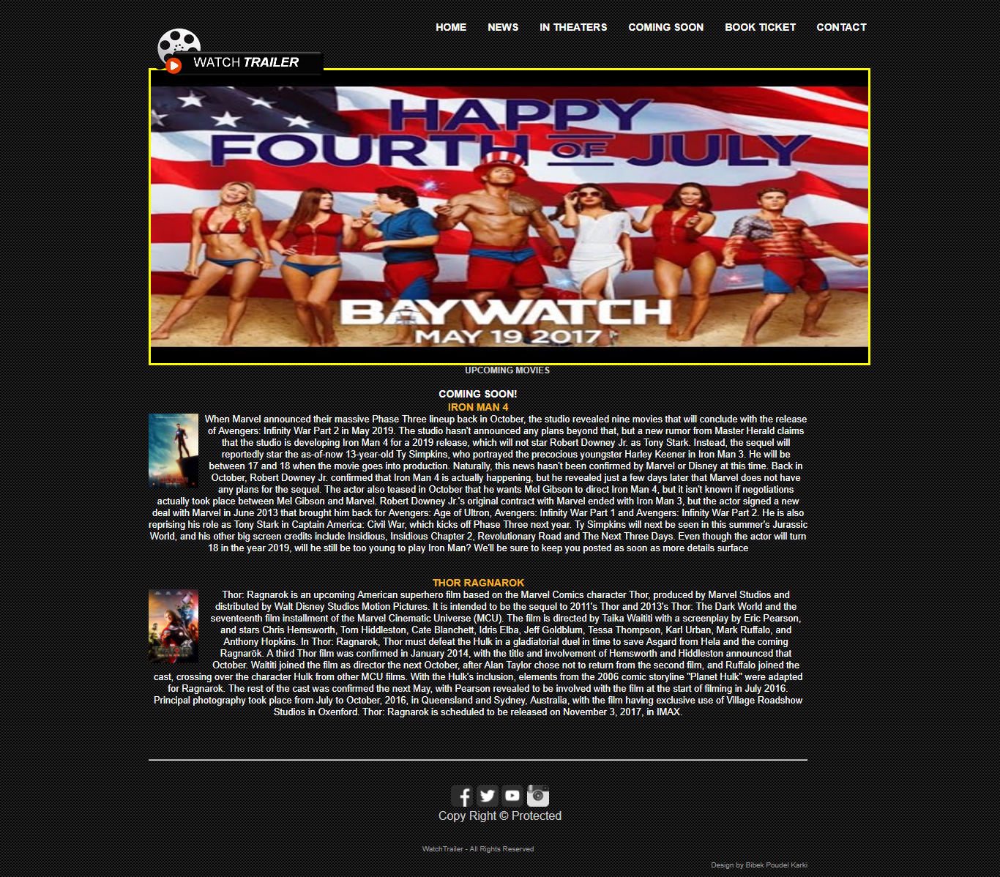 HOME NEWS IN THEATERS COMING SOON BOOK TICKET CONTACT
WATCH TRAILER
HAPPY
FOURTH OF JULY
BAYWATCH
MAY 19 2017
UPCOMING MOVIES
COMING SOON!
IRON MAN 4
When Marvel announced their massive Phase Three lineup back in October, the studio revealed nine movies that will conclude with the release
of Avengers: Infinity War Part 2 in May 2019. The studio hasn't announced any plans beyond that, but a new rumor from Master Herald claims
that the studio is developing Iron Man 4 for a 2019 release, which will not star Robert Downey Jr. as Tony Stark. Instead, the sequel will
reportedly star the as-of-now 13-year-old Ty Simpkins, who portrayed the precocious youngster Harley Keener in Iron Man 3. He will be
between 17 and 18 when the movie goes into production. Naturally, this news hasn't been confirmed by Marvel or Disney at this time. Back in
October, Robert Downey Jr. confirmed that Iron Man 4 is actually happening, but he revealed just a few days later that Marvel does not have
any plans for the sequel. The actor also teased in October that he wants Mel Gibson to direct Iron Man 4, but it isn't known if negotiations
actually took place between Mel Gibson and Marvel. Robert Downey Jr.'s original contract with Marvel ended with Iron Man 3, but the actor signed a new
deal with Marvel in June 2013 that brought him back for Avengers: Age of Ultron, Avengers: Infinity War Part 1 and Avengers: Infinity War Part 2. He is also
reprising his role as Tony Stark in Captain America: Civil War, which kicks off Phase Three next year. Ty Simpkins will next be seen in this summer's Jurassic
World, and his other big screen credits include Insidious, Insidious Chapter 2, Revolutionary Road and The Next Three Days. Even though the actor will turn
18 in the year 2019, will he still be too young to play Iron Man? We'll be sure to keep you posted as soon as more details surface
THOR RAGNAROK
Thor: Ragnarok is an upcoming American superhero film based on the Marvel Comics character Thor, produced by Marvel Studios and
distributed by Walt Disney Studios Motion Pictures. It is intended to be the sequel to 2011's Thor and 2013's Thor: The Dark World and the
seventeenth film installment of the Marvel Cinematic Universe (MCU). The film is directed by Taika Waititi with a screenplay by Eric Pearson,
and stars Chris Hemsworth, Tom Hiddleston, Cate Blanchett, Idris Elba, Jeff Goldblum, Tessa Thompson, Karl Urban, Mark Ruffalo, and
Anthony Hopkins. In Thor: Ragnarok, Thor must defeat the Hulk in a gladiatorial duel in time to save Asgard from Hela and the coming
Ragnarök. A third Thor film was confirmed in January 2014, with the title and involvement of Hemsworth and Hiddleston announced that
October. Waititi joined the film as director the next October, after Alan Taylor chose not to return from the second film, and Ruffalo joined the
cast, crossing over the character Hulk from other MCU films. With the Hulk's inclusion, elements from the 2006 comic storyline "Planet Hulk" were adapted
for Ragnarok. The rest of the cast was confirmed the next May, with Pearson revealed to be involved with the film at the start of filming in July 2016.
Principal photography took place from July to October, 2016, in Queensland and Sydney, Australia, with the film having exclusive use of Village Roadshow
Studios in Oxenford. Thor: Ragnarok is scheduled to be released on November 3, 2017, in IMAX.
Copy Right © Protected
WatchTrailer - All Rights Reserved
Design by Bibek Poudel Karki